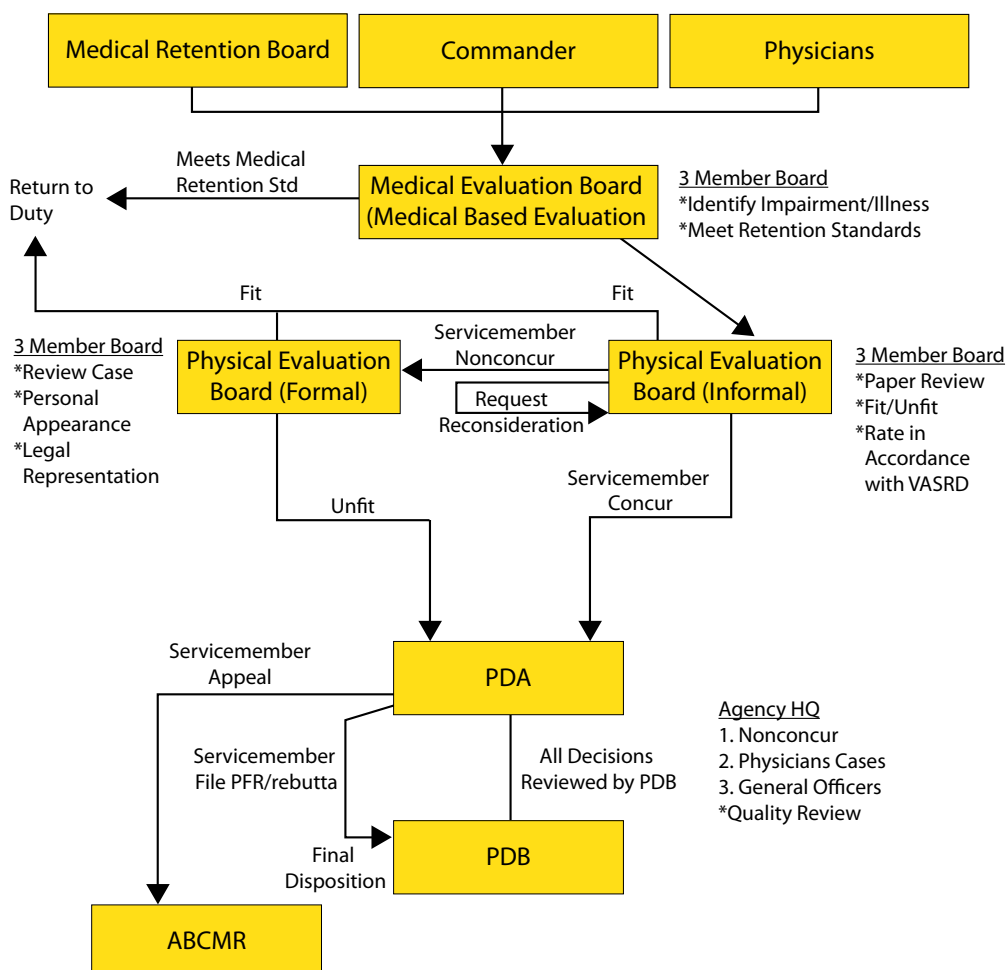 Medical Retention Board
Commander
Physicians
Meets Medical
Retention Std
Return to
Duty
Medical Evaluation Board
(Medical Based Evaluation
3 Member Board
*Identify Impairment/Illness
*Meet Retention Standards
Fit
Fit
3 Member Board
*Review Case
*Personal
Appearance
*Legal
Representation
Physical Evaluation
Board (Formal)
Servicemember
Nonconcur
Request
Reconsideration
Physical Evaluation
Board (Informal)
3 Member Board
*Paper Review
*Fit/Unfit
*Rate in
Accordance
with VASRD
Unfit
Servicemember
Concur
Servicemember
Appeal
PDA
Servicemember
File PFR/rebutta
All Decisions
Reviewed by PDB
Agency HQ
1. Nonconcur
2. Physicians Cases
3. General Officers
*Quality Review
Final
Disposition
PDB
ABCMR